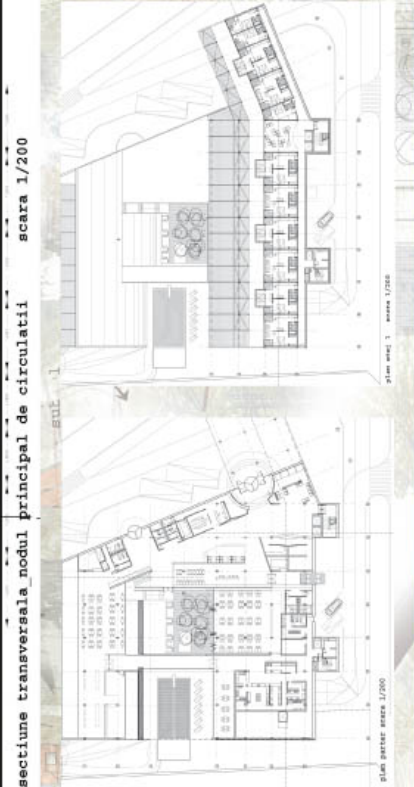 sectiune transversala_nodul principal de circulatii scara 1/200
plan etaj 1 scara 1/200
plan parter scara 1/200